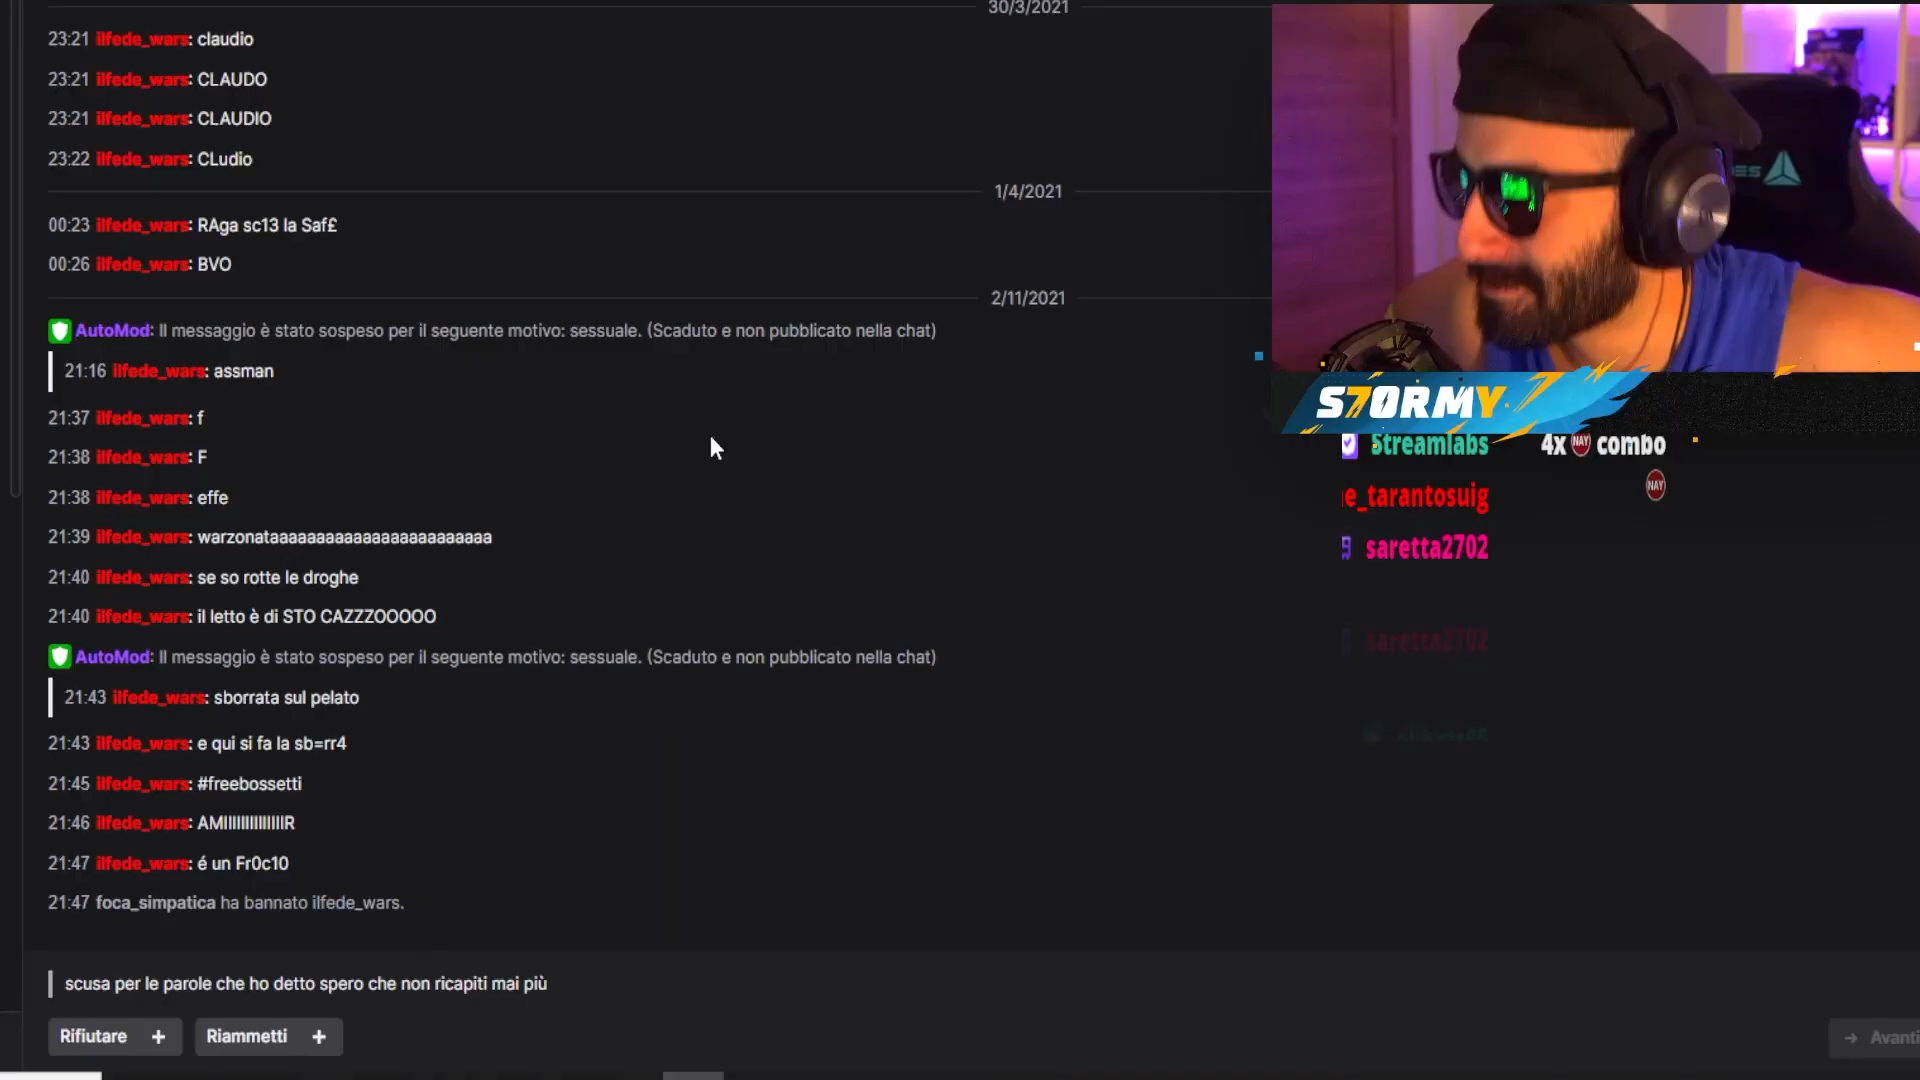 30/3/2021
23:21 ilfede_wars: claudio
23:21 ilfede_wars: CLAUDO
23:21 ilfede_wars: CLAUDIO
23:22 ilfede_wars: CLudio
1/4/2021
00:23 ilfede_wars: RAga sc13 la Saf£
00:26 ilfede_wars: BVO
2/11/2021
AutoMod: Il messaggio è stato sospeso per il seguente motivo: sessuale. (Scaduto e non pubblicato nella chat)
21:16 ilfede_wars: assman
21:37 ilfede_wars: f
21:38 ilfede_wars: F
21:38 ilfede_wars: effe
21:39 ilfede_wars: warzonataaaaaaaaaaaaaaaaaaaaaaaa
21:40 ilfede_wars: se so rotte le droghe
21:40 ilfede_wars: il letto è di STO CAZZZOOOOO
AutoMod: Il messaggio è stato sospeso per il seguente motivo: sessuale. (Scaduto e non pubblicato nella chat)
21:43 ilfede_wars: sborrata sul pelato
21:43 ilfede_wars: e qui si fa la sb=rr4
21:45 ilfede_wars: #freebossetti
21:46 ilfede_wars: AMIIIIIIIIIIIIIIR
21:47 ilfede_wars: é un Fr0c10
21:47 foca_simpatica ha bannato ilfede_wars.
scusa per le parole che ho detto spero che non ricapiti mai più
Rifiutare +
Riammetti +
→ Avanti
S7ORMY
Streamlabs 4x NAY combo
NAY
e_tarantosuig
saretta2702
saretta2702